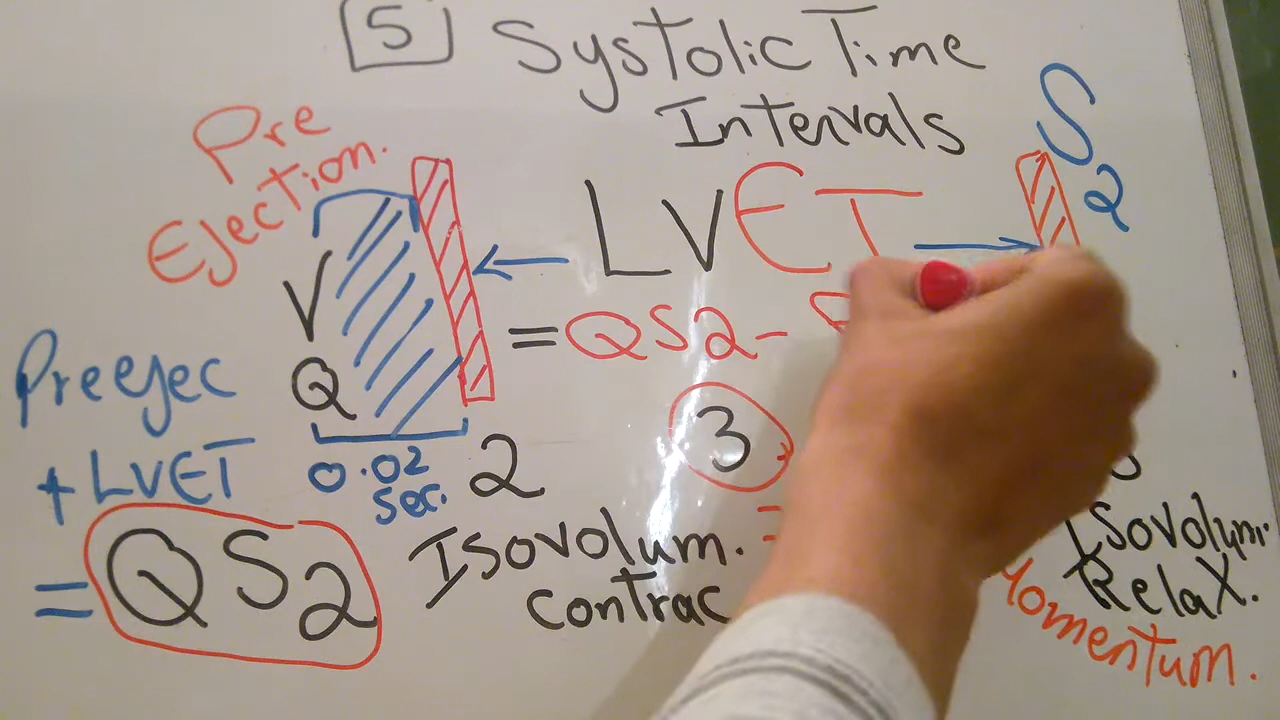 5 Systolic Time
Intervals
S2
Pre
Ejection.
LVET
V
= QS2-
Q
Preejec
3
+ LVET
0.02
sec.
2
= QS2
Isovolum.
contrac
Isovolum.
Relax.
Momentum.